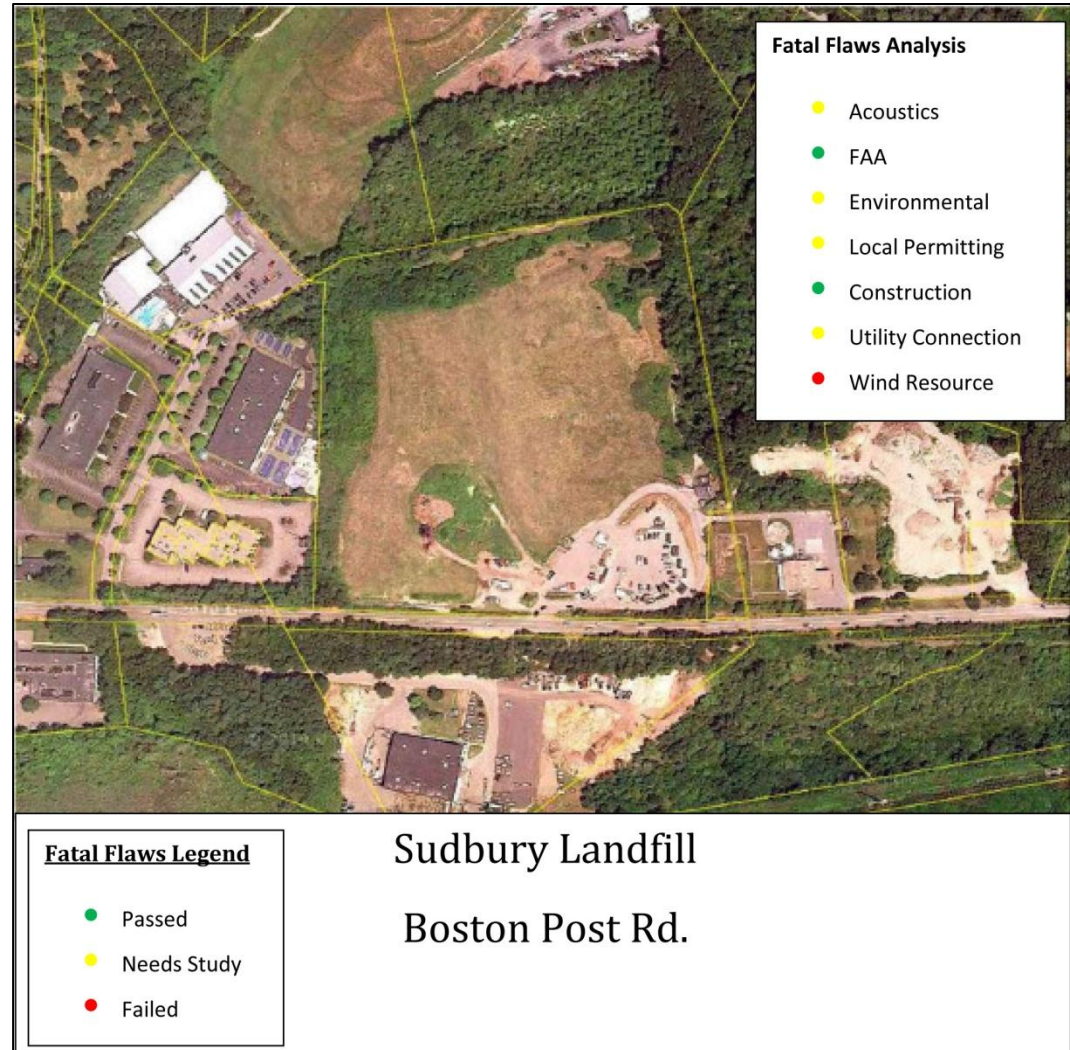 Fatal Flaws Analysis
Acoustics
FAA
Environmental
Local Permitting
Construction
Utility Connection
Wind Resource
Fatal Flaws Legend
Passed
Needs Study
Failed
Sudbury Landfill
Boston Post Rd.